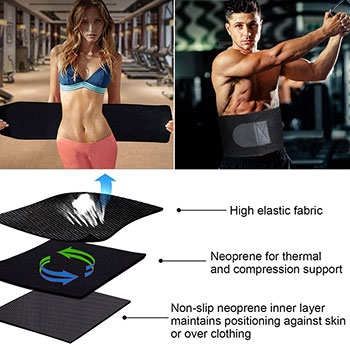 High elastic fabric
Neoprene for thermal
and compression support
Non-slip neoprene inner layer
maintains positioning against skin
or over clothing